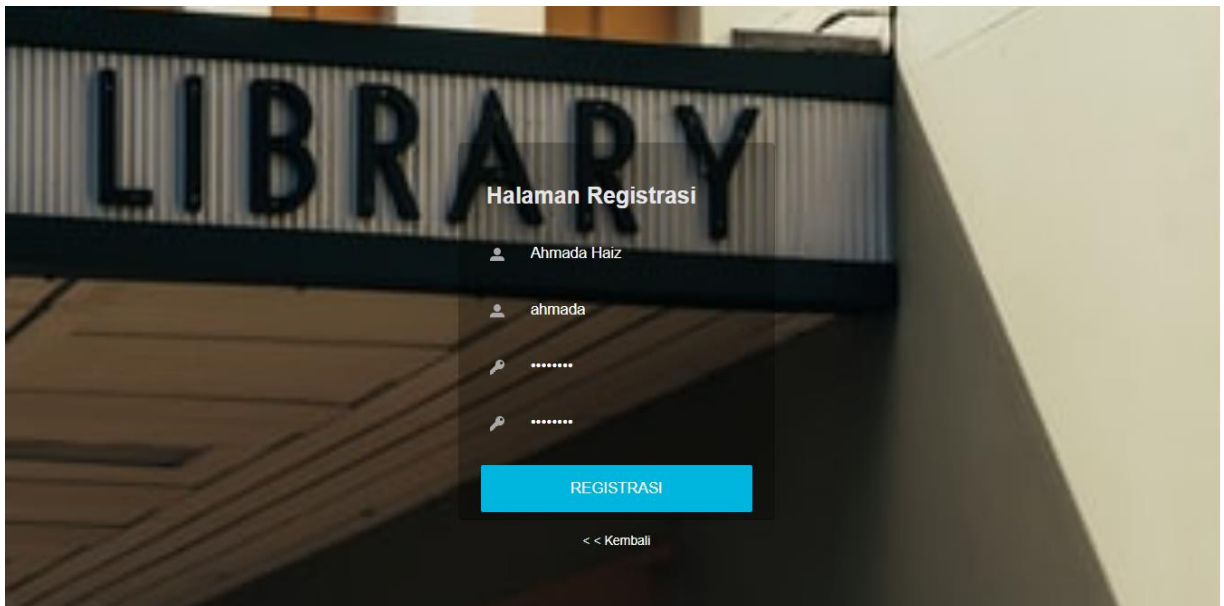 LIBRARY
Halaman Registrasi
Ahmada Haiz
ahmada
••••••••
••••••••
REGISTRASI
< < Kembali